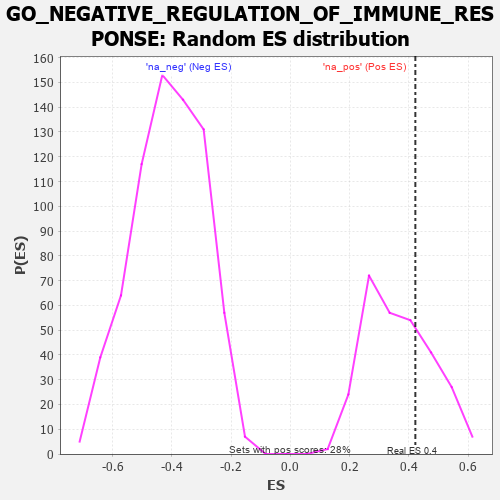 GO_NEGATIVE_REGULATION_OF_IMMUNE_RES
PONSE: Random ES distribution
'na_neg' (Neg ES) 'na_pos' (Pos ES)
160
150
140
130
120
110
100
90
80
70
60
50
40
30
20
10
0
P(ES)
Sets with pos scores: 28%
Real ES 0.4
-0.6 -0.4 -0.2 0.0 0.2 0.4 0.6
ES